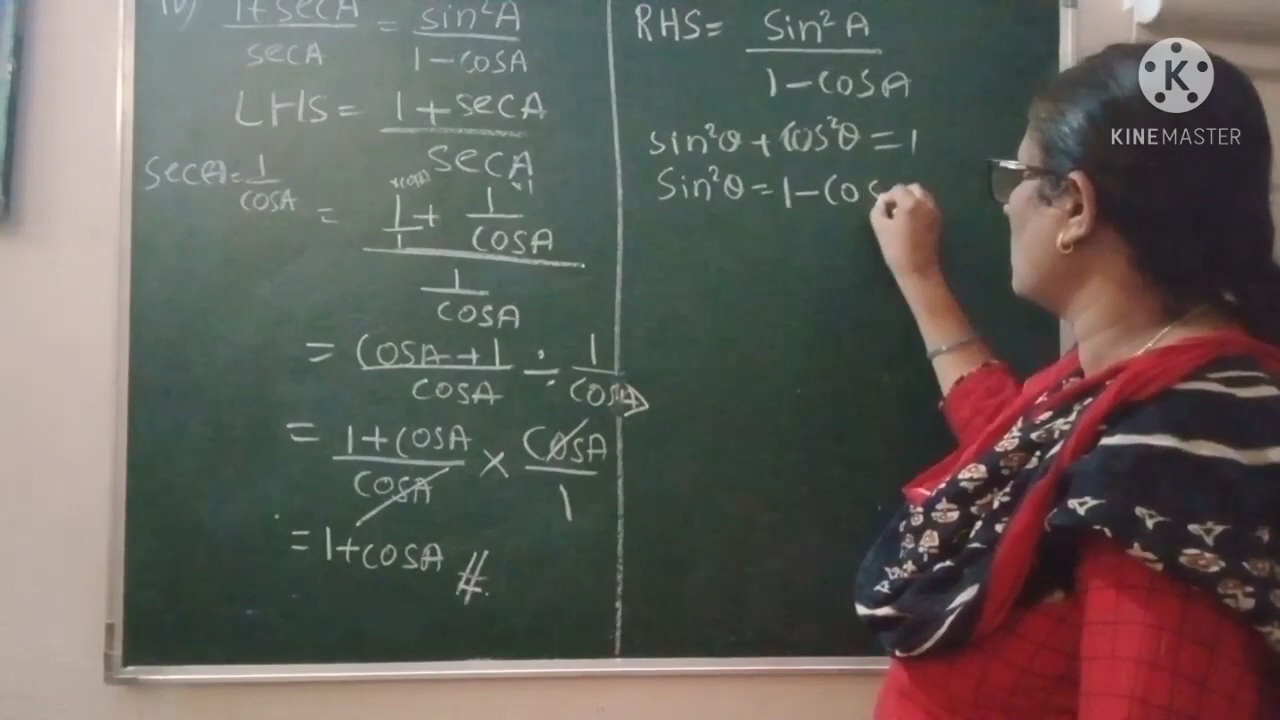 iv) 1+secA / secA = sin²A / 1-cosA
LHS = 1+secA / secA
secA = 1/cosA
= 1/1 + 1/cosA / 1/cosA
= cosA+1 / cosA ÷ 1/cosA
= 1+cosA / cosA × cosA / 1
= 1+cosA //
RHS = Sin²A / 1-cosA
sin²θ + cos²θ = 1
Sin²θ = 1-cos
K
KINEMASTER